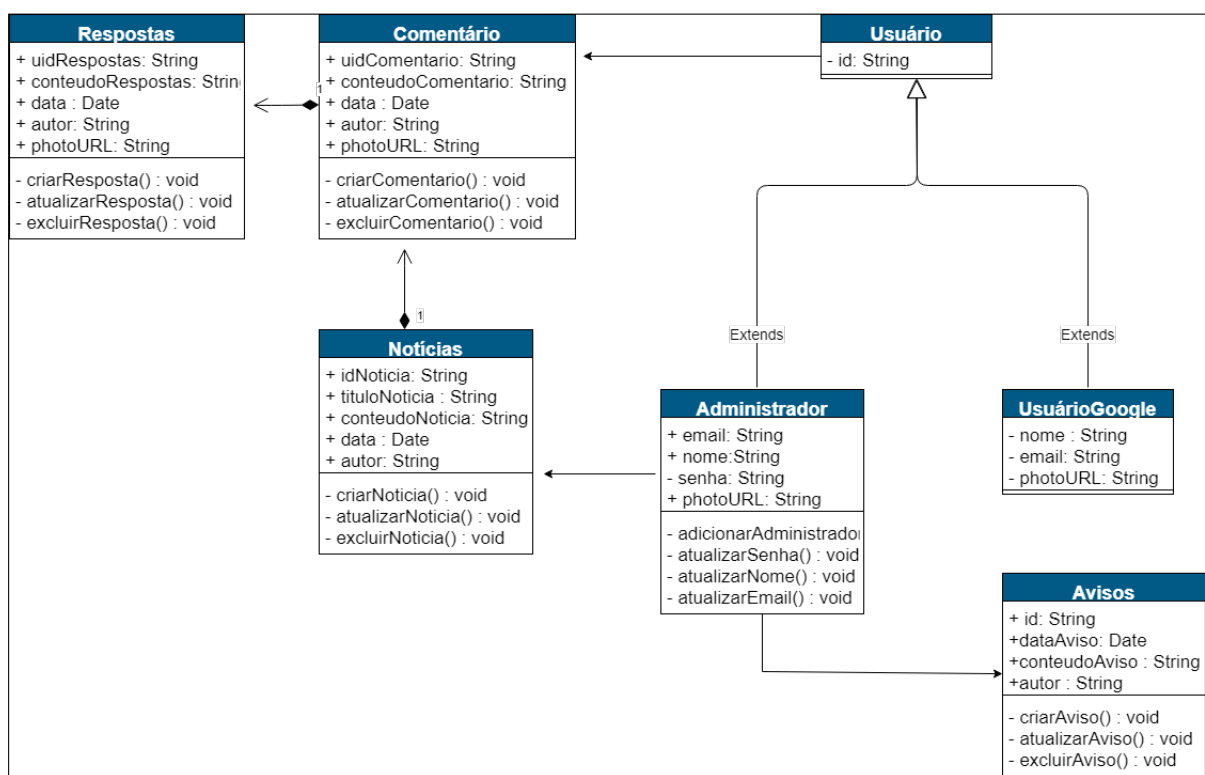 Respostas
+ uidRespostas: String
+ conteudoRespostas: Strin
+ data : Date
+ autor: String
+ photoURL: String
- criarResposta() : void
- atualizarResposta() : void
- excluirResposta() : void
1
Comentário
+ uidComentario: String
+ conteudoComentario: String
+ data : Date
+ autor: String
+ photoURL: String
- criarComentario() : void
- atualizarComentario() : void
- excluirComentario() : void
Usuário
- id: String
1
Notícias
+ idNoticia: String
+ tituloNoticia : String
+ conteudoNoticia: String
+ data : Date
+ autor: String
- criarNoticia() : void
- atualizarNoticia() : void
- excluirNoticia() : void
Extends
Extends
Administrador
+ email: String
+ nome:String
- senha: String
+ photoURL: String
- adicionarAdministrador
- atualizarSenha() : void
- atualizarNome() : void
- atualizarEmail() : void
UsuárioGoogle
- nome : String
- email: String
- photoURL: String
Avisos
+ id: String
+dataAviso: Date
+conteudoAviso : String
+autor : String
- criarAviso() : void
- atualizarAviso() : void
- excluirAviso() : void